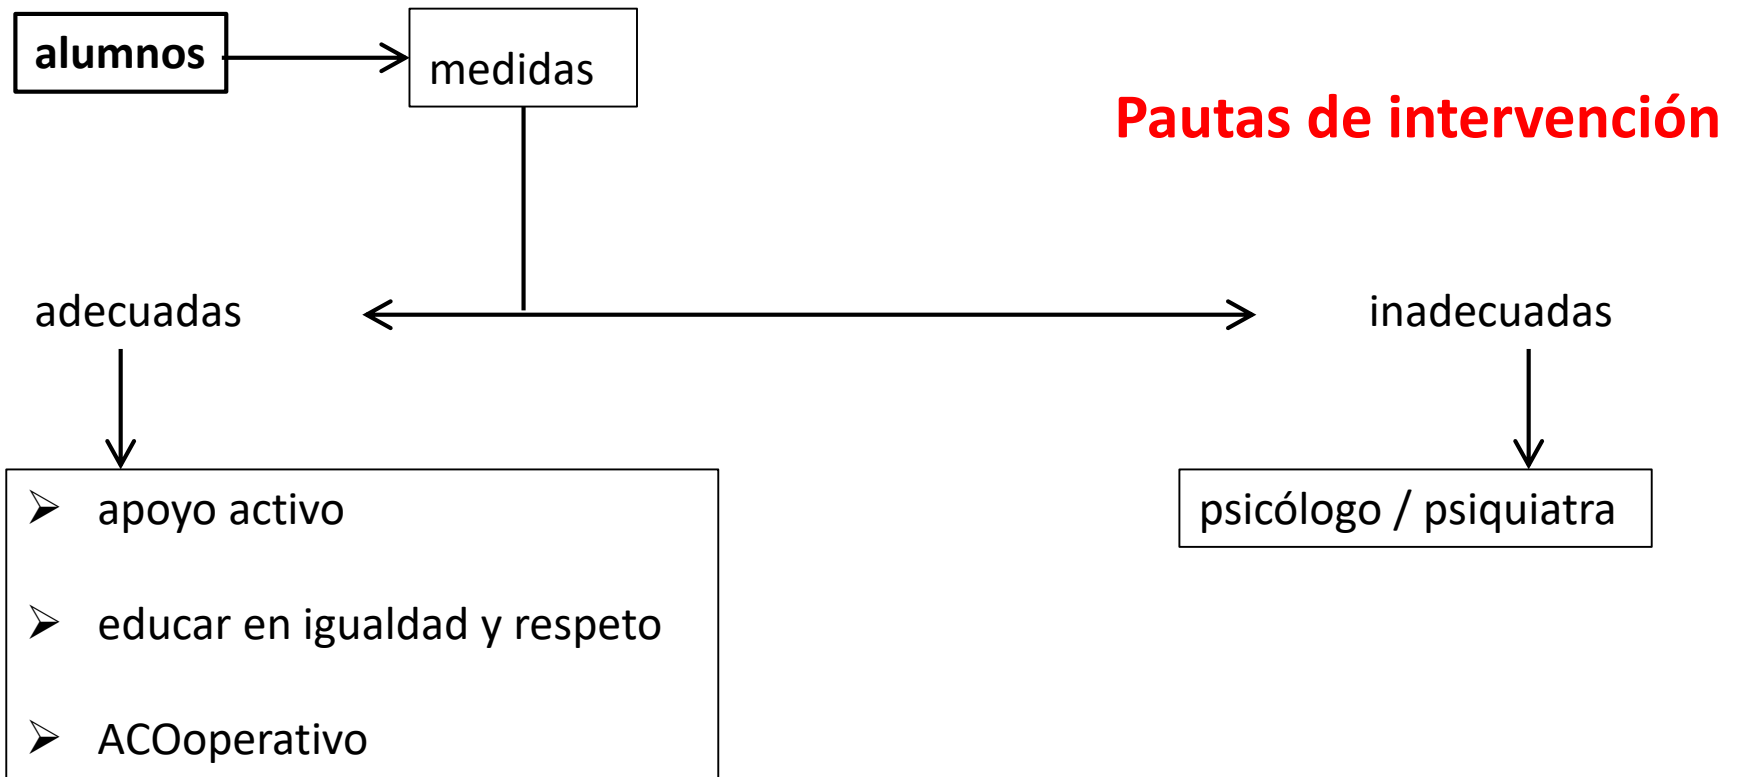 alumnos
medidas
Pautas de intervención
adecuadas
inadecuadas
apoyo activo
educar en igualdad y respeto
ACOoperativo
psicólogo / psiquiatra